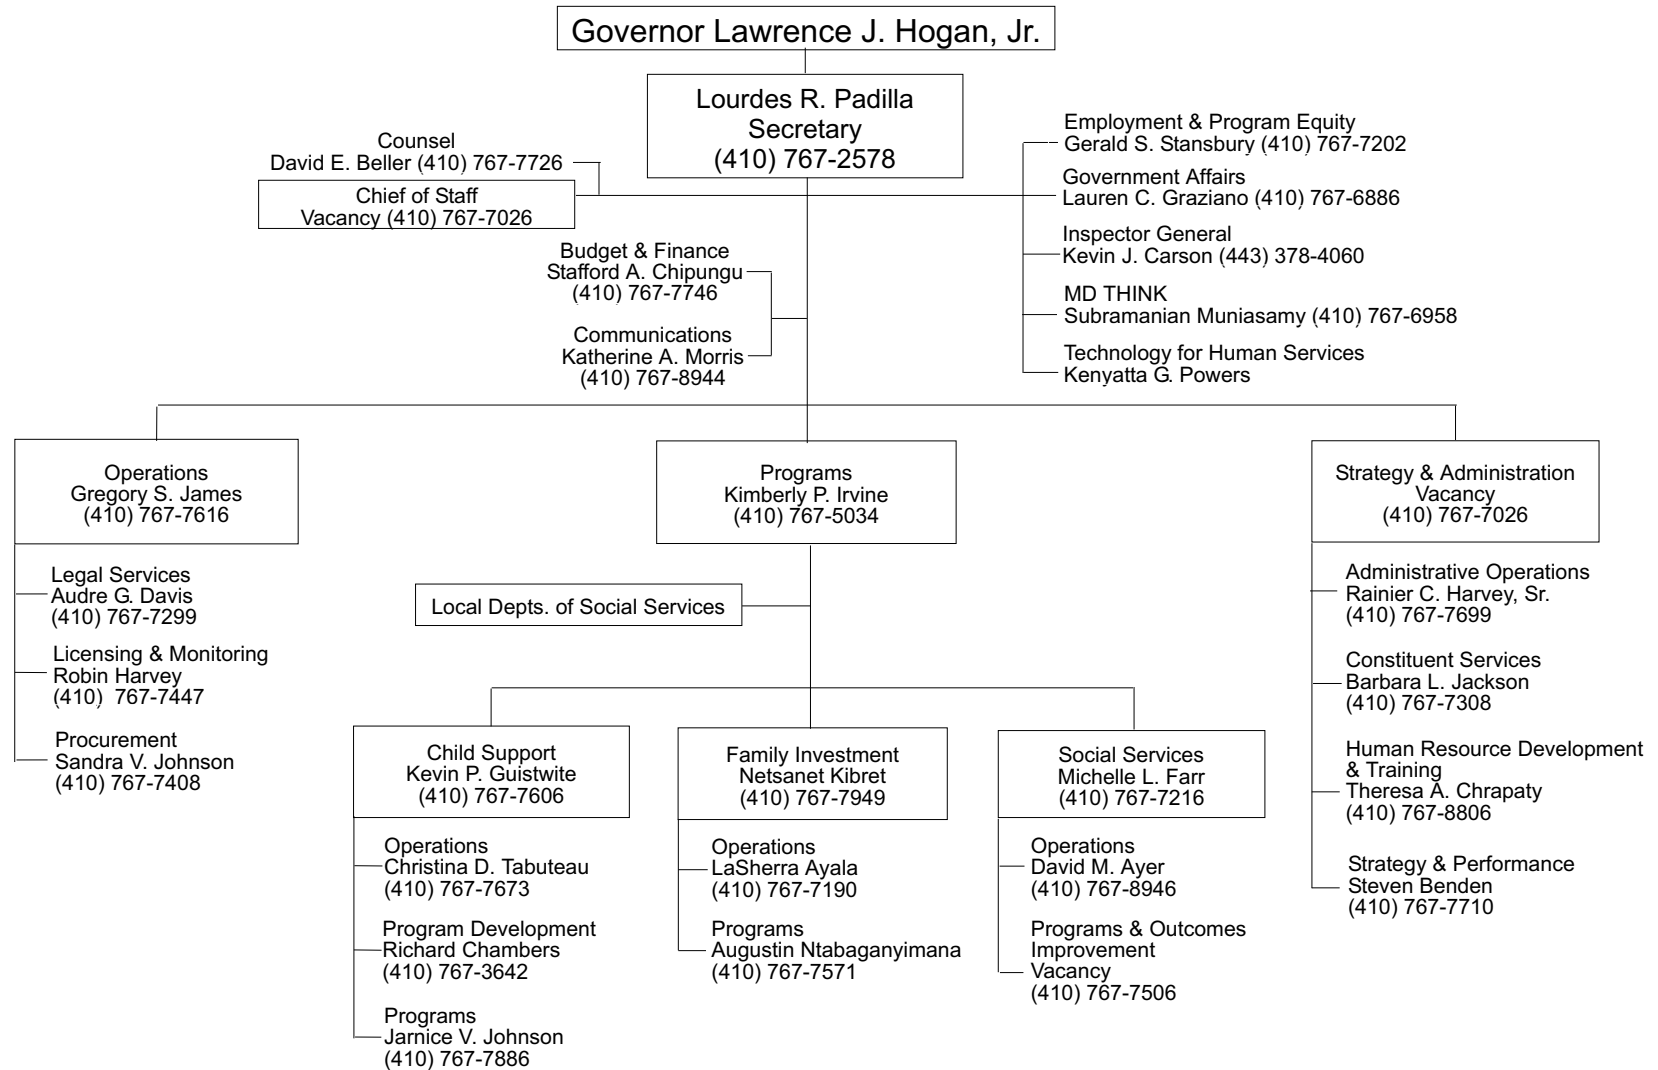 Governor Lawrence J. Hogan, Jr.
Lourdes R. Padilla
Secretary
(410) 767-2578
Counsel
David E. Beller (410) 767-7726
Chief of Staff
Vacancy (410) 767-7026
Employment & Program Equity
Gerald S. Stansbury (410) 767-7202
Government Affairs
Lauren C. Graziano (410) 767-6886
Inspector General
Kevin J. Carson (443) 378-4060
MD THINK
Subramanian Muniasamy (410) 767-6958
Technology for Human Services
Kenyatta G. Powers
Budget & Finance
Stafford A. Chipungu
(410) 767-7746
Communications
Katherine A. Morris
(410) 767-8944
Operations
Gregory S. James
(410) 767-7616
Legal Services
Audre G. Davis
(410) 767-7299
Licensing & Monitoring
Robin Harvey
(410) 767-7447
Procurement
Sandra V. Johnson
(410) 767-7408
Programs
Kimberly P. Irvine
(410) 767-5034
Local Depts. of Social Services
Child Support
Kevin P. Guistwite
(410) 767-7606
Operations
Christina D. Tabuteau
(410) 767-7673
Program Development
Richard Chambers
(410) 767-3642
Programs
Jarnice V. Johnson
(410) 767-7886
Family Investment
Netsanet Kibret
(410) 767-7949
Operations
LaSherra Ayala
(410) 767-7190
Programs
Augustin Ntabaganyimana
(410) 767-7571
Social Services
Michelle L. Farr
(410) 767-7216
Operations
David M. Ayer
(410) 767-8946
Programs & Outcomes
Improvement
Vacancy
(410) 767-7506
Strategy & Administration
Vacancy
(410) 767-7026
Administrative Operations
Rainier C. Harvey, Sr.
(410) 767-7699
Constituent Services
Barbara L. Jackson
(410) 767-7308
Human Resource Development
& Training
Theresa A. Chrapaty
(410) 767-8806
Strategy & Performance
Steven Benden
(410) 767-7710